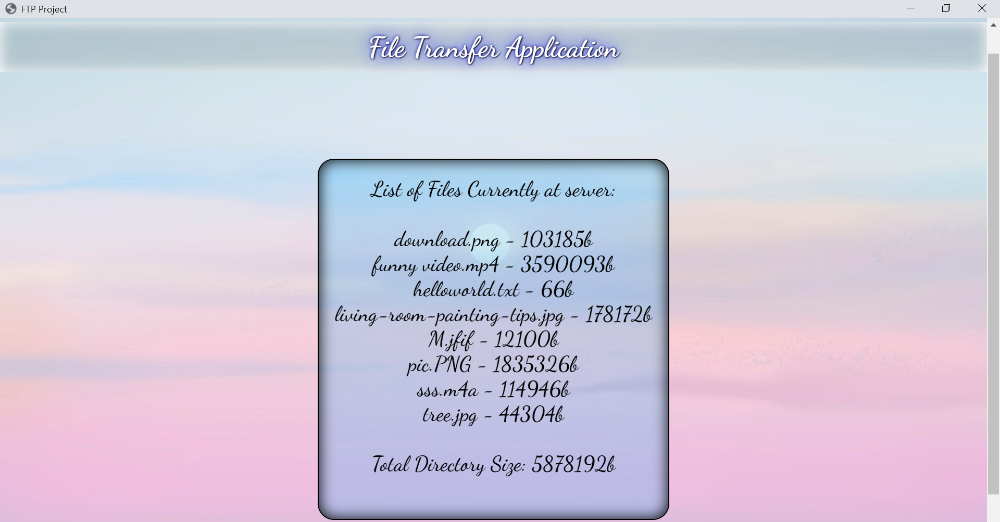 FTP Project
File Transfer Application
List of Files Currently at server:
download.png - 103185b
funny video.mp4 - 3590093b
helloworld.txt - 66b
living-room-painting-tips.jpg - 178172b
M.jfif - 12100b
pic.PNG - 1835326b
sss.m4a - 114946b
tree.jpg - 44304b
Total Directory Size: 5878192b